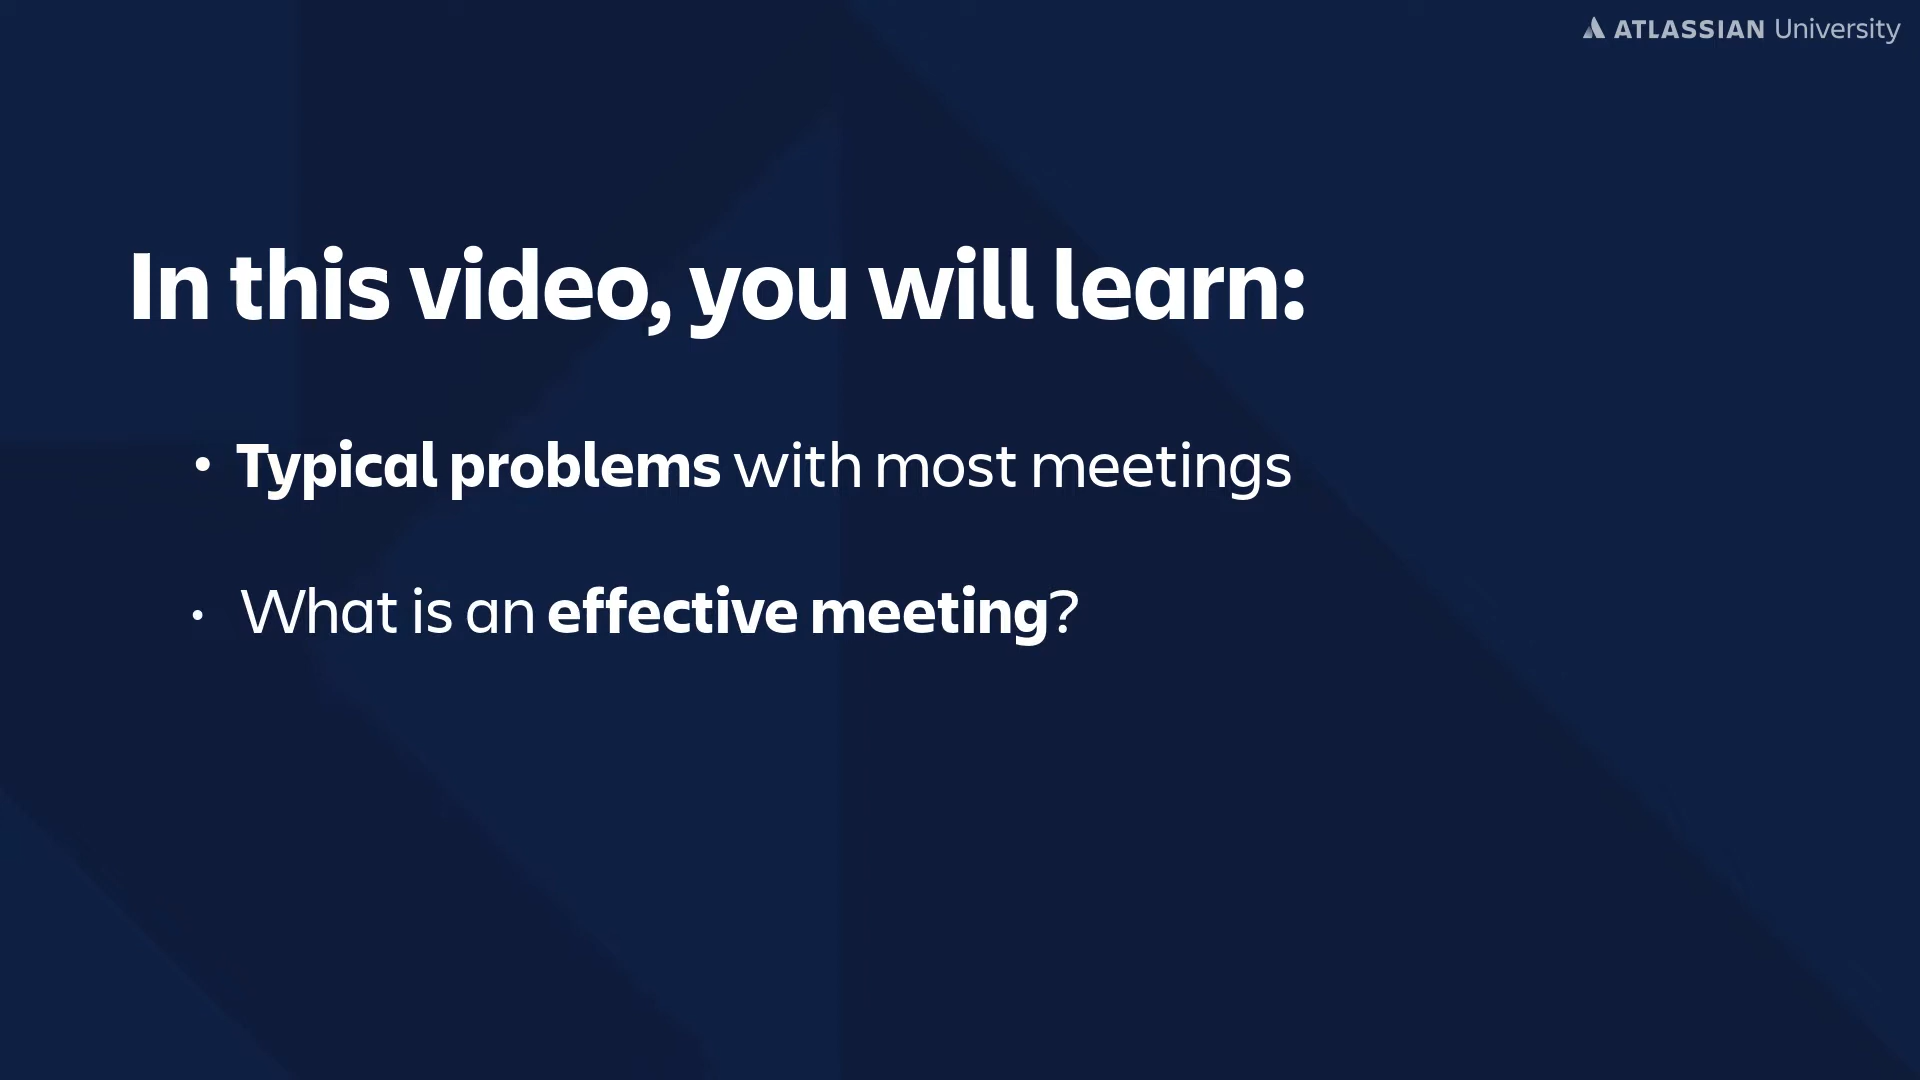 ATLASSIAN University
In this video, you will learn:
• Typical problems with most meetings
• What is an effective meeting?